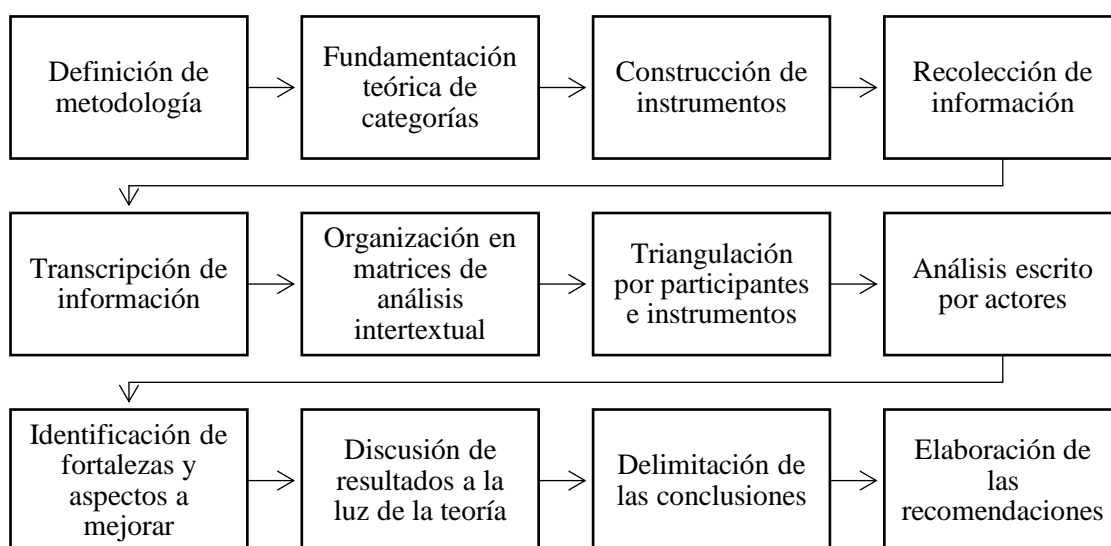 Definición de
metodología
Fundamentación
teórica de
categorías
Construcción de
instrumentos
Recolección de
información
Transcripción de
información
Organización en
matrices de
análisis
intertextual
Triangulación
por participantes
e instrumentos
Análisis escrito
por actores
Identificación de
fortalezas y
aspectos a
mejorar
Discusión de
resultados a la
luz de la teoría
Delimitación de
las conclusiones
Elaboración de
las
recomendaciones